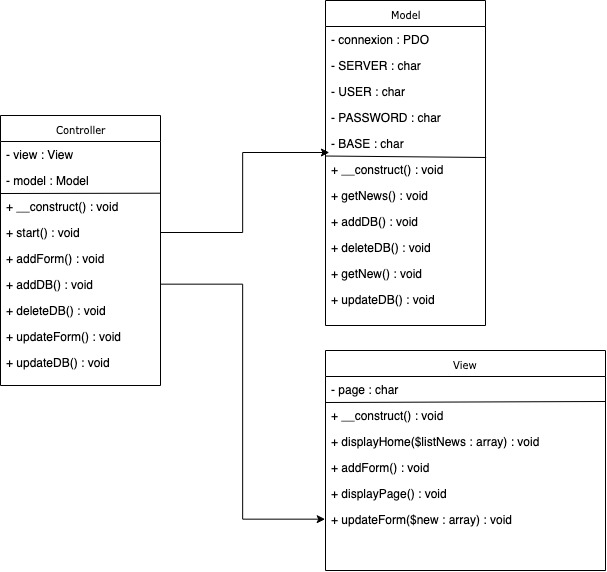 Model
- connexion : PDO
- SERVER : char
- USER : char
- PASSWORD : char
- BASE : char
+ __construct() : void
+ getNews() : void
+ addDB() : void
+ deleteDB() : void
+ getNew() : void
+ updateDB() : void
Controller
- view : View
- model : Model
+ __construct() : void
+ start() : void
+ addForm() : void
+ addDB() : void
+ deleteDB() : void
+ updateForm() : void
+ updateDB() : void
View
- page : char
+ __construct() : void
+ displayHome($listNews : array) : void
+ addForm() : void
+ displayPage() : void
+ updateForm($new : array) : void